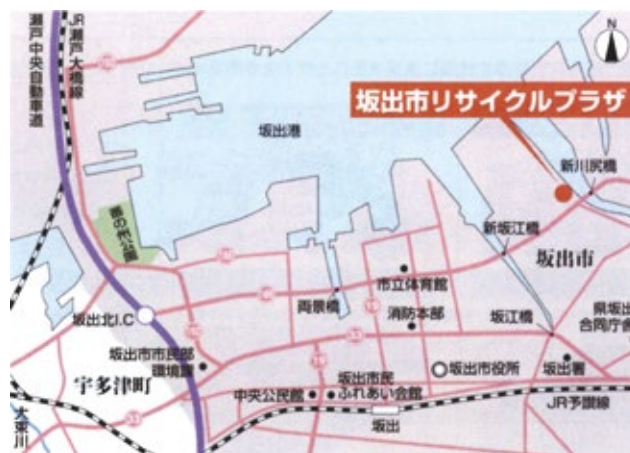 JR瀬戸大橋線
瀬戸中央自動車道
N
坂出市リサイクルプラザ
坂出港
新川尻橋
番の州公園
新坂江橋
坂出市
市立体育館
両景橋
消防本部
坂出北I.C
坂江橋
県坂出
合同庁舎
坂出市市民部
環境課
坂出市役所
坂出署
宇多津町
中央公民館
坂出市民
ふれあい会館
JR予讃線
坂出
大束川
33
33